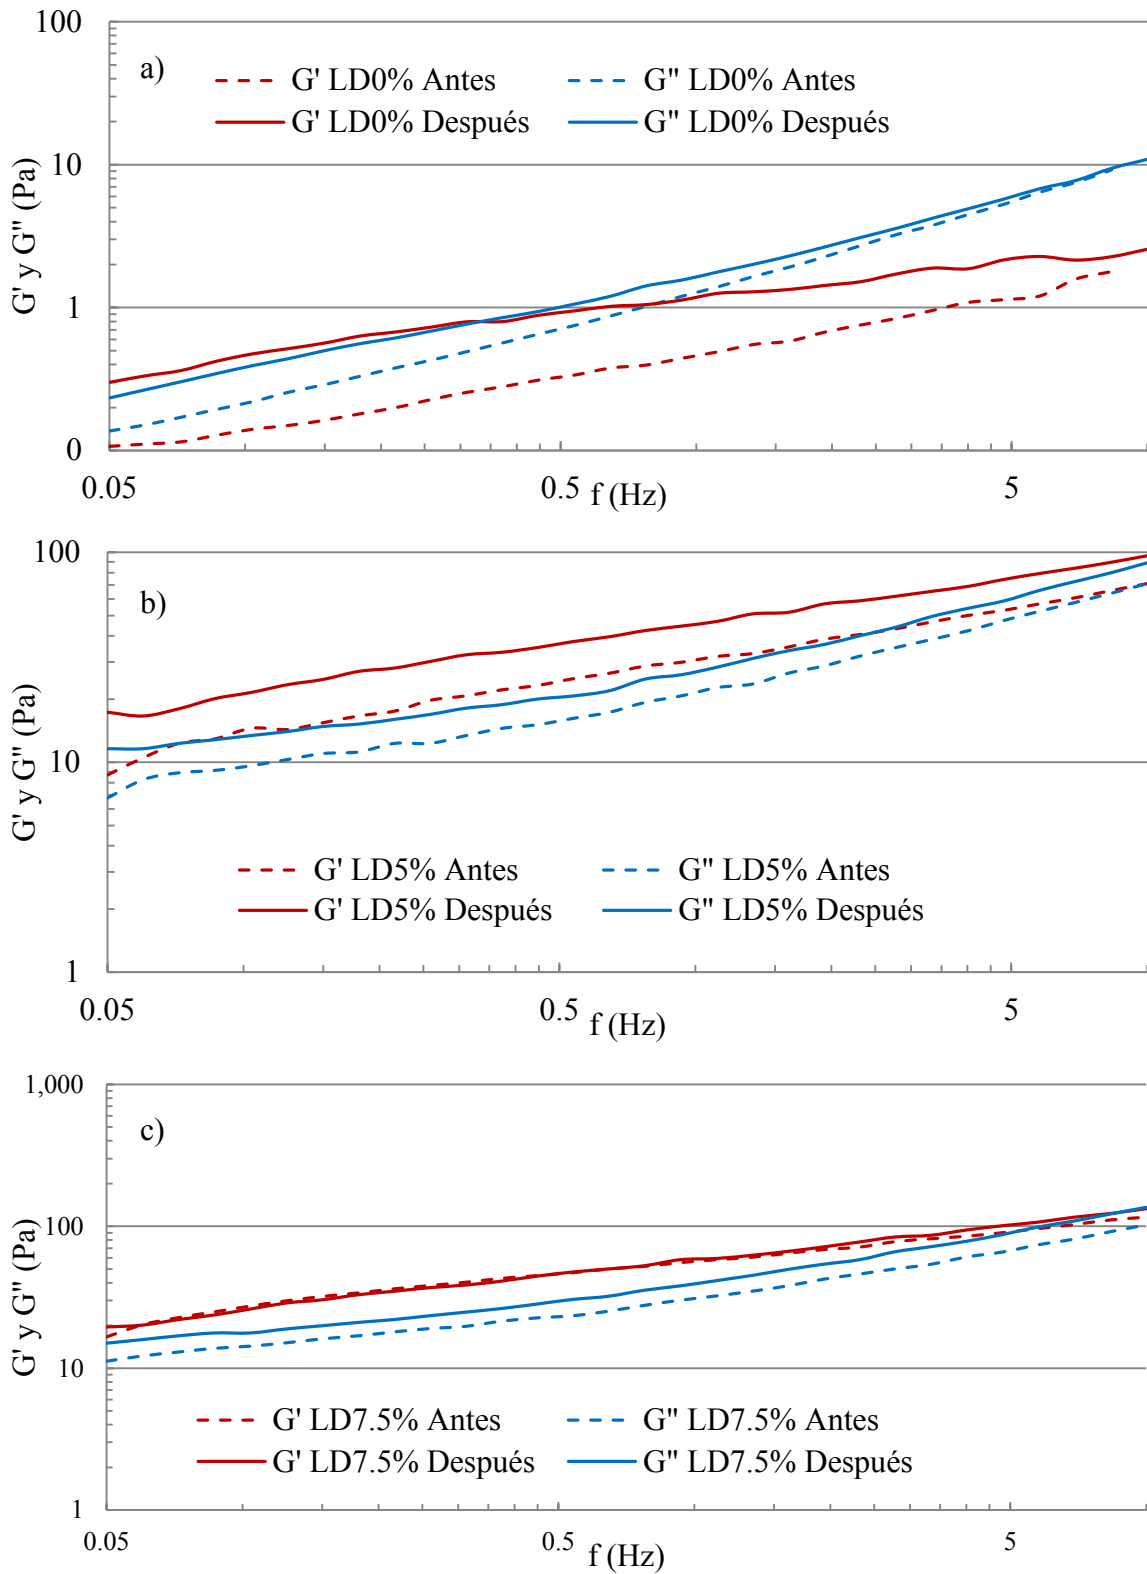 100
a)
G' LD0% Antes
G" LD0% Antes
G' LD0% Después
G" LD0% Después
10
1
0
G' y G" (Pa)
0.05
0.5
5
f (Hz)
100
b)
10
G' y G" (Pa)
G' LD5% Antes
G" LD5% Antes
G' LD5% Después
G" LD5% Después
1
0.05
0.5
5
f (Hz)
1,000
c)
100
G' y G" (Pa)
10
G' LD7.5% Antes
G" LD7.5% Antes
G' LD7.5% Después
G" LD7.5% Después
1
0.05
0.5
5
f (Hz)